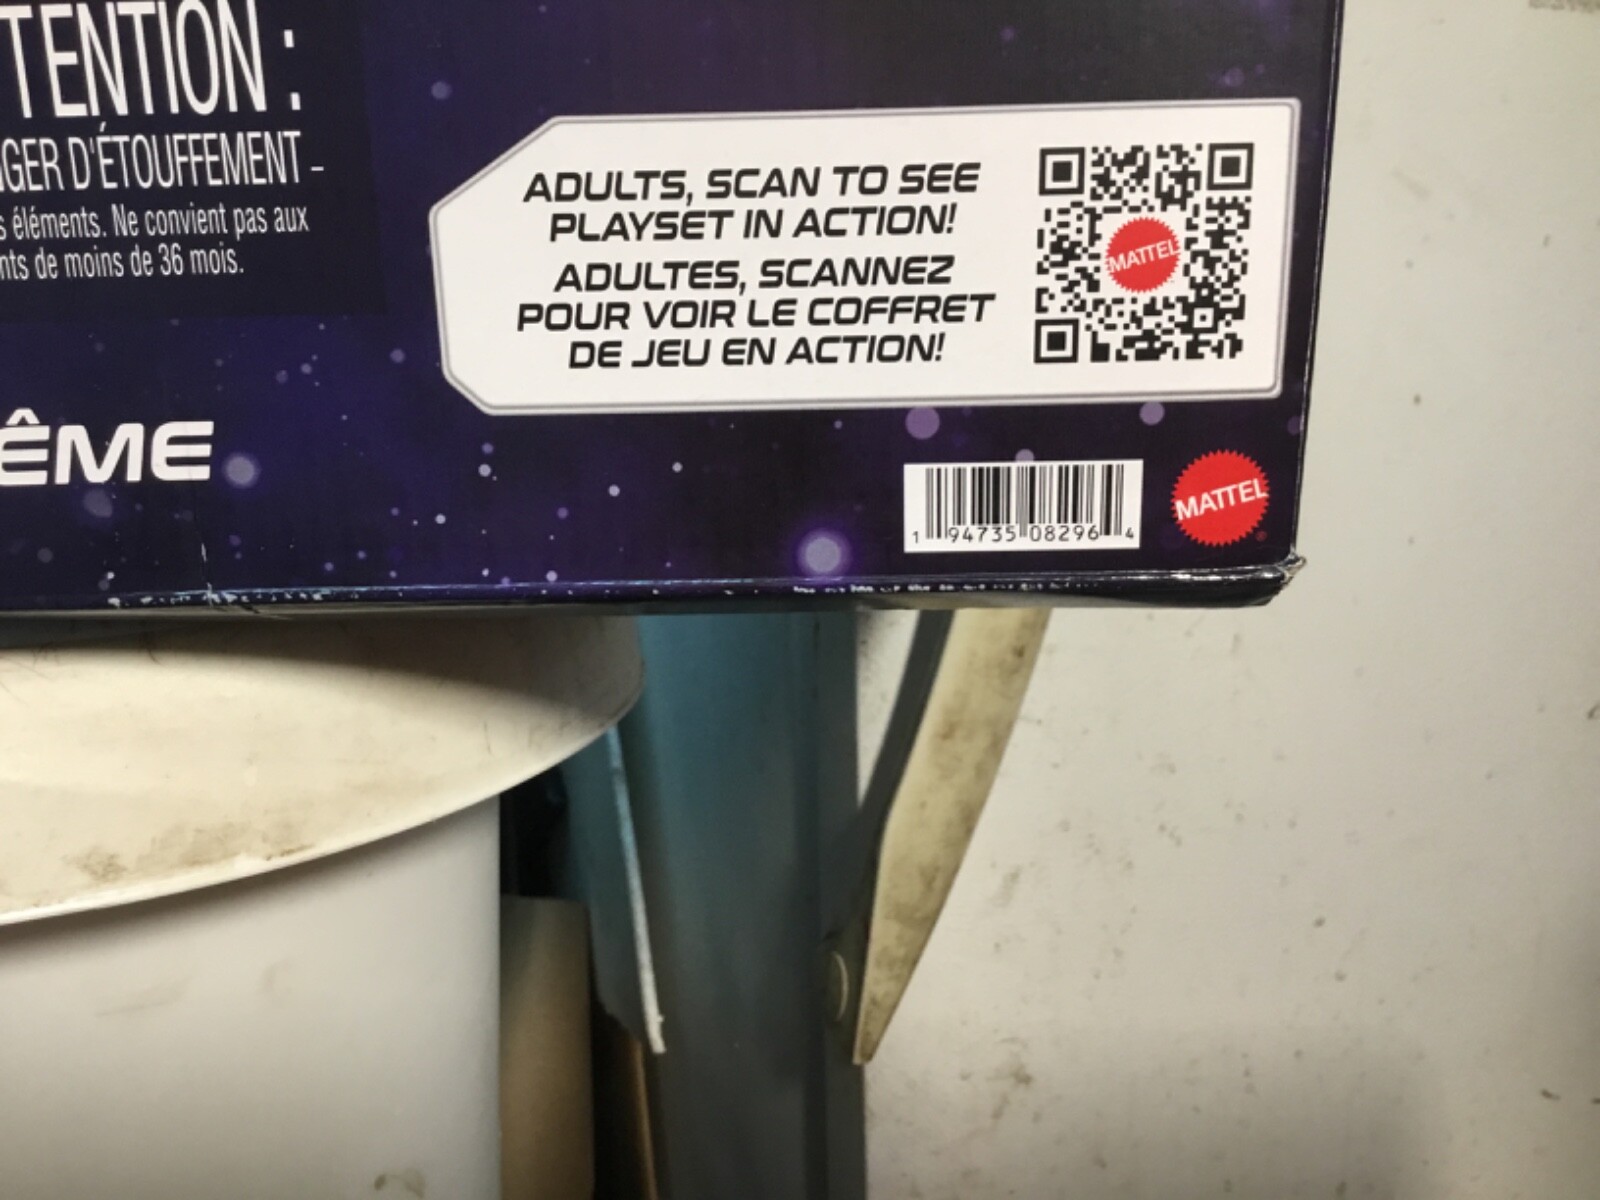 TENTION :
GER D'ÉTOUFFEMENT –
s éléments. Ne convient pas aux
nts de moins de 36 mois.
ÊME
ADULTS, SCAN TO SEE
PLAYSET IN ACTION!
ADULTES, SCANNEZ
POUR VOIR LE COFFRET
DE JEU EN ACTION!
MATTEL
1 94735 08296 4
MATTEL